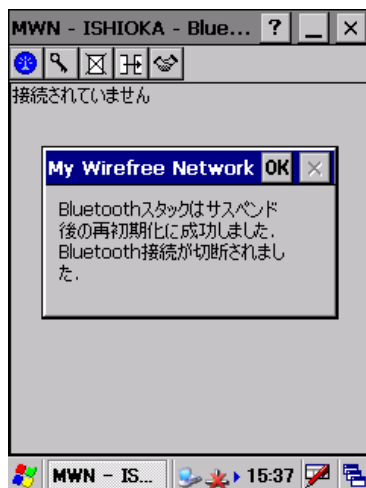 MWN - ISHIOKA - Blue... ? _ ×
接続されていません
My Wirefree Network OK ×
Bluetoothスタックはサスペンド
後の再初期化に成功しました.
Bluetooth接続が切断されまし
た.
MWN - IS... 15:37